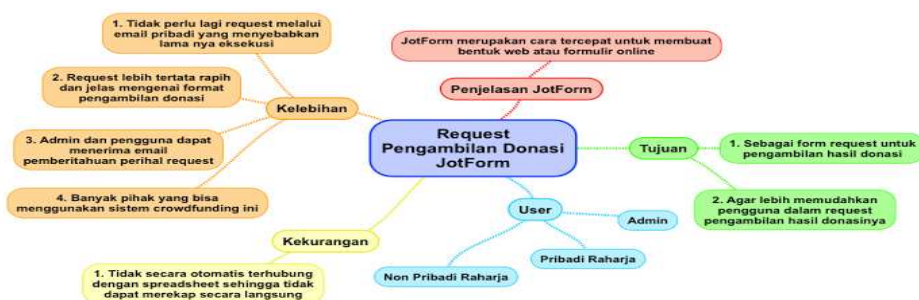 1. Tidak perlu lagi request melalui
email pribadi yang menyebabkan
lama nya eksekusi
2. Request lebih tertata rapih
dan jelas mengenai format
pengambilan donasi
3. Admin dan pengguna dapat
menerima email
pemberitahuan perihal request
4. Banyak pihak yang bisa
menggunakan sistem crowdfunding ini
Kelebihan
JotForm merupakan cara tercepat untuk membuat
bentuk web atau formulir online
Penjelasan JotForm
Request
Pengambilan Donasi
JotForm
Tujuan
1. Sebagai form request untuk
pengambilan hasil donasi
2. Agar lebih memudahkan
pengguna dalam request
pengambilan hasil donasinya
User
Admin
Pribadi Raharja
Non Pribadi Raharja
Kekurangan
1. Tidak secara otomatis terhubung
dengan spreadsheet sehingga tidak
dapat merekap secara langsung